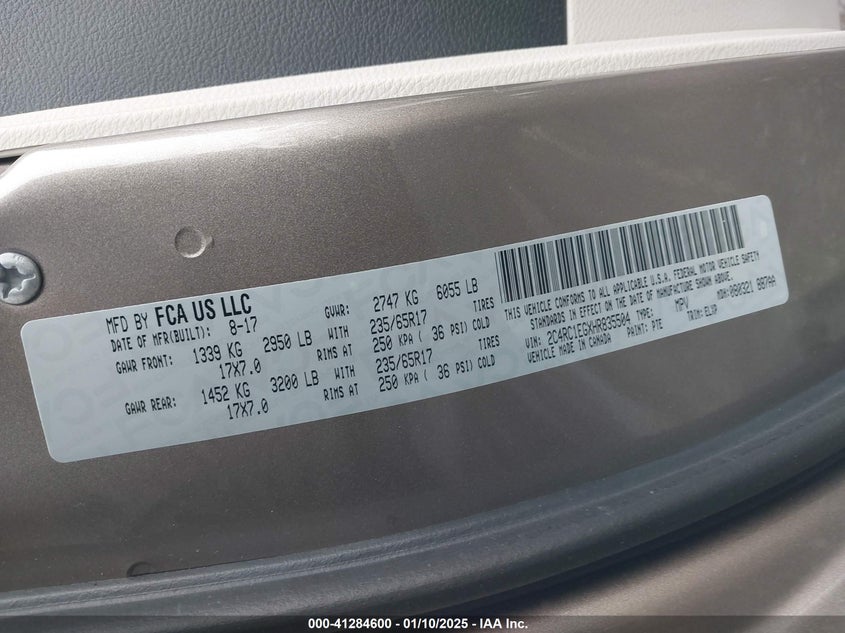 MFD BY FCA US LLC
DATE OF MFR(BUILT): 8-17 GVWR: 2747 KG 6055 LB
GAWR FRONT: 1339 KG 2950 LB WITH 235/65R17 TIRES
17X7.0 RIMS AT 250 KPA ( 36 PSI) COLD
GAWR REAR: 1452 KG 3200 LB WITH 235/65R17 TIRES
17X7.0 RIMS AT 250 KPA ( 36 PSI) COLD
THIS VEHICLE CONFORMS TO ALL APPLICABLE U.S.A. FEDERAL MOTOR VEHICLE SAFETY
STANDARDS IN EFFECT ON THE DATE OF MANUFACTURE SHOWN ABOVE.
VIN: 2C4RC1EGXHR835504 TYPE: MPV MDH:080321 887AA
VEHICLE MADE IN CANADA PAINT: PTE TRIM: ELXP
000-41284600 - 01/10/2025 - IAA Inc.